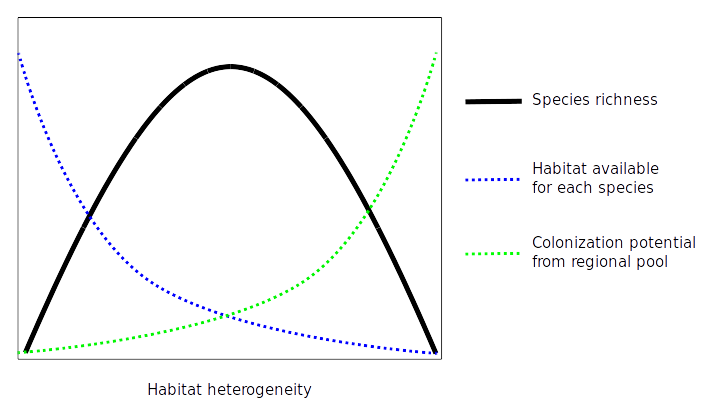 Species richness
Habitat available
for each species
Colonization potential
from regional pool
Habitat heterogeneity